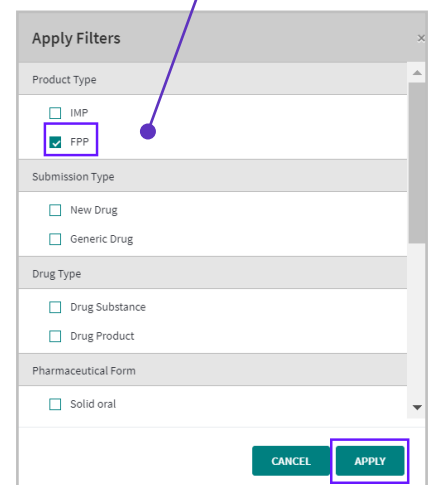 Apply Filters ×
Product Type
IMP
FPP
Submission Type
New Drug
Generic Drug
Drug Type
Drug Substance
Drug Product
Pharmaceutical Form
Solid oral
CANCEL APPLY